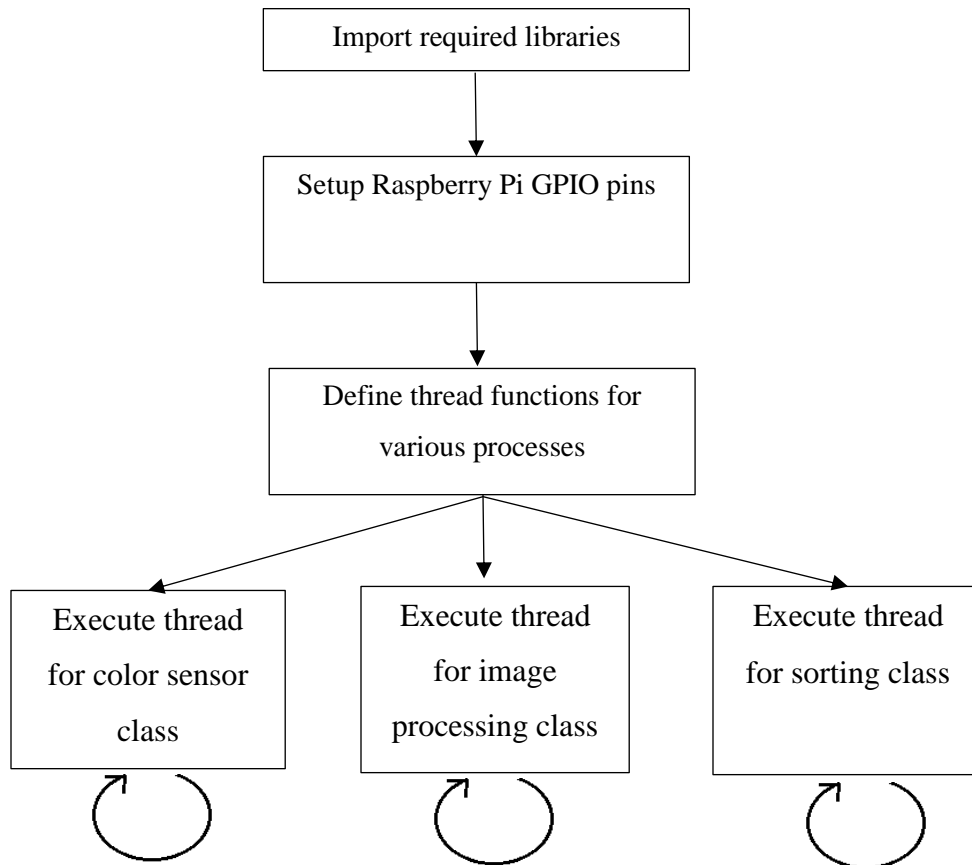 Import required libraries
Setup Raspberry Pi GPIO pins
Define thread functions for
various processes
Execute thread
for color sensor
class
Execute thread
for image
processing class
Execute thread
for sorting class